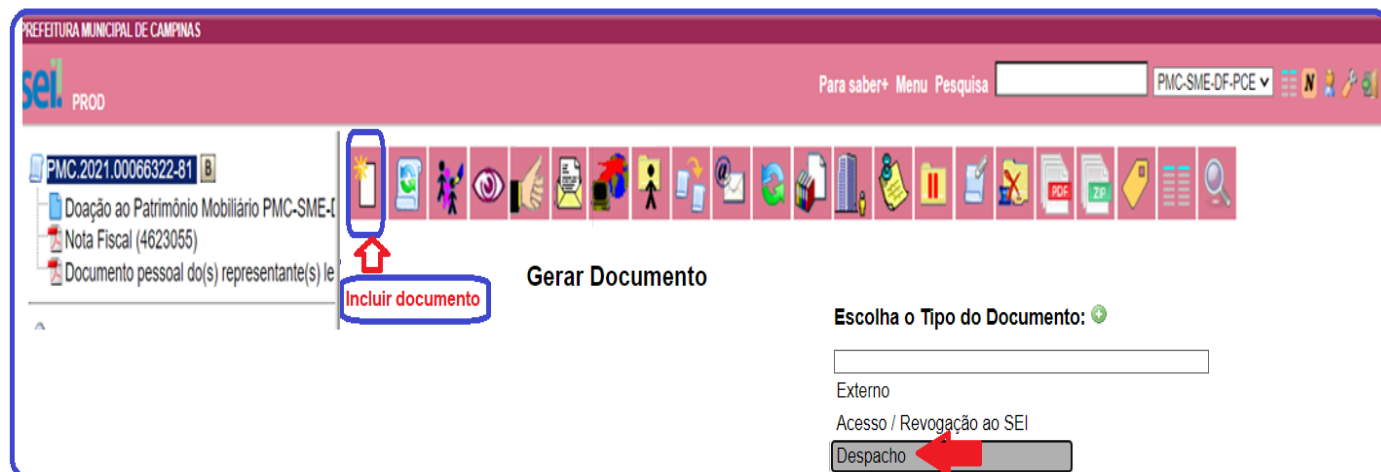 PREFEITURA MUNICIPAL DE CAMPINAS
sei! PROD
Para saber+ Menu Pesquisa PMC-SME-DF-PCE N
PMC.2021.00066322-81 B
Doação ao Patrimônio Mobiliário PMC-SME-
Nota Fiscal (4623055)
Documento pessoal do(s) representante(s) le
PDF
ZIP
Incluir documento
Gerar Documento
Escolha o Tipo do Documento:
Externo
Acesso / Revogação ao SEI
Despacho